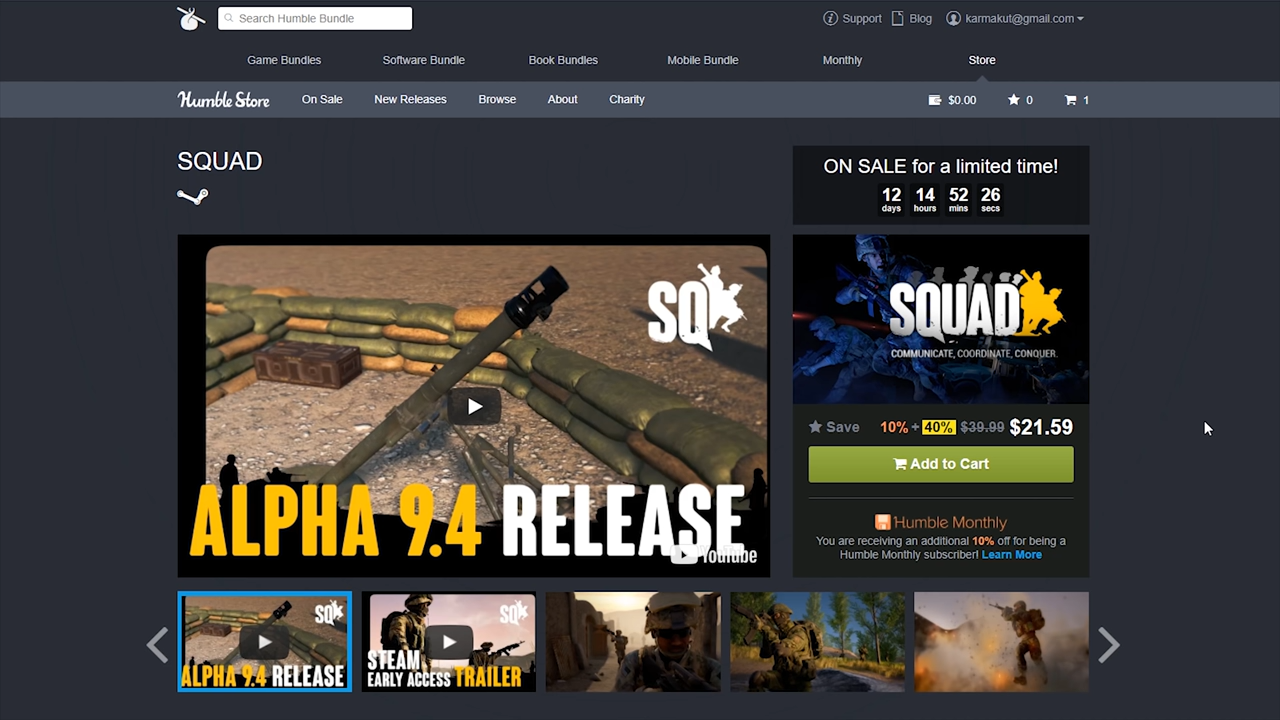 Search Humble Bundle
Support
Blog
karmakut@gmail.com
Game Bundles
Software Bundle
Book Bundles
Mobile Bundle
Monthly
Store
Humble Store
On Sale
New Releases
Browse
About
Charity
$0.00
0
1
SQUAD
ON SALE for a limited time!
12 14 52 26
days hours mins secs
SQ
ALPHA 9.4 RELEASE
YouTube
SQUAD
COMMUNICATE, COORDINATE, CONQUER.
Save 10% + 40% $39.99 $21.59
Add to Cart
Humble Monthly
You are receiving an additional 10% off for being a
Humble Monthly subscriber! Learn More
SQ
ALPHA 9.4 RELEASE
SQ
STEAM
EARLY ACCESS TRAILER